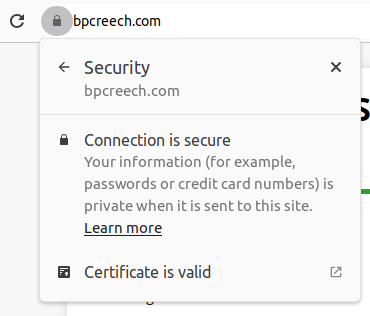 bpcreech.com
Security
bpcreech.com
Connection is secure
Your information (for example,
passwords or credit card numbers) is
private when it is sent to this site.
Learn more
Certificate is valid